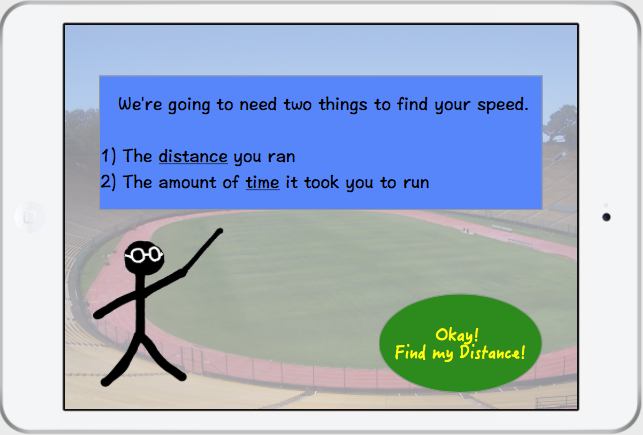 We're going to need two things to find your speed.
1) The distance you ran
2) The amount of time it took you to run
Okay!
Find my Distance!